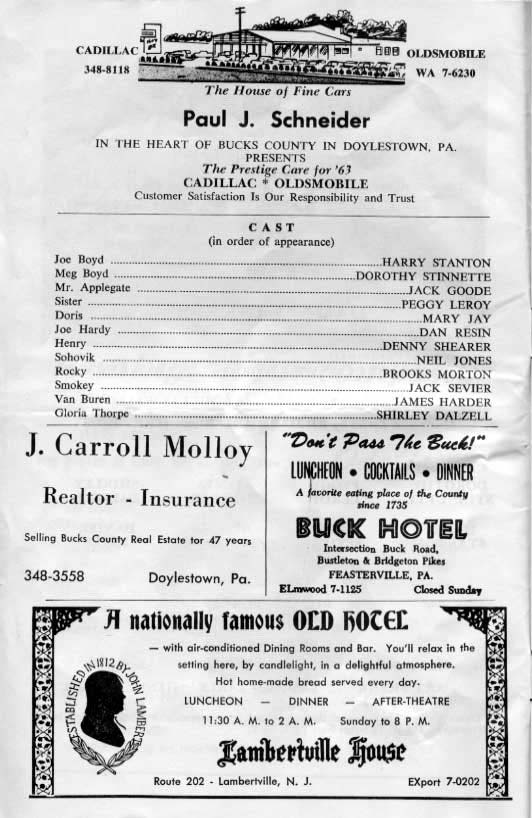 CADILLAC
348-8118
OLDSMOBILE
WA 7-6230
The House of Fine Cars
Paul J. Schneider
IN THE HEART OF BUCKS COUNTY IN DOYLESTOWN, PA.
PRESENTS
The Prestige Care for '63
CADILLAC * OLDSMOBILE
Customer Satisfaction Is Our Responsibility and Trust
CAST
(in order of appearance)
Joe Boyd ........ HARRY STANTON
Meg Boyd ........ DOROTHY STINNETTE
Mr. Applegate ........ JACK GOODE
Sister ........ PEGGY LEROY
Doris ........ MARY JAY
Joe Hardy ........ DAN RESIN
Henry ........ DENNY SHEARER
Sohovik ........ NEIL JONES
Rocky ........ BROOKS MORTON
Smokey ........ JACK SEVIER
Van Buren ........ JAMES HARDER
Gloria Thorpe ........ SHIRLEY DALZELL
J. Carroll Molloy
Realtor - Insurance
Selling Bucks County Real Estate tor 47 years
348-3558 Doylestown, Pa.
"Don't Pass The Buck!"
LUNCHEON • COCKTAILS • DINNER
A favorite eating place of the County
since 1735
BUCK HOTEL
Intersection Buck Road,
Bustleton & Bridgeton Pikes
FEASTERVILLE, PA.
ELmwood 7-1125 Closed Sunday
A nationally famous OLD HOTEL
— with air-conditioned Dining Rooms and Bar. You'll relax in the
setting here, by candlelight, in a delightful atmosphere.
Hot home-made bread served every day.
LUNCHEON — DINNER — AFTER-THEATRE
11:30 A. M. to 2 A. M. Sunday to 8 P. M.
ESTABLISHED IN 1812 BY JOHN LAMBERT
Lambertville House
Route 202 - Lambertville, N. J. EXport 7-0202